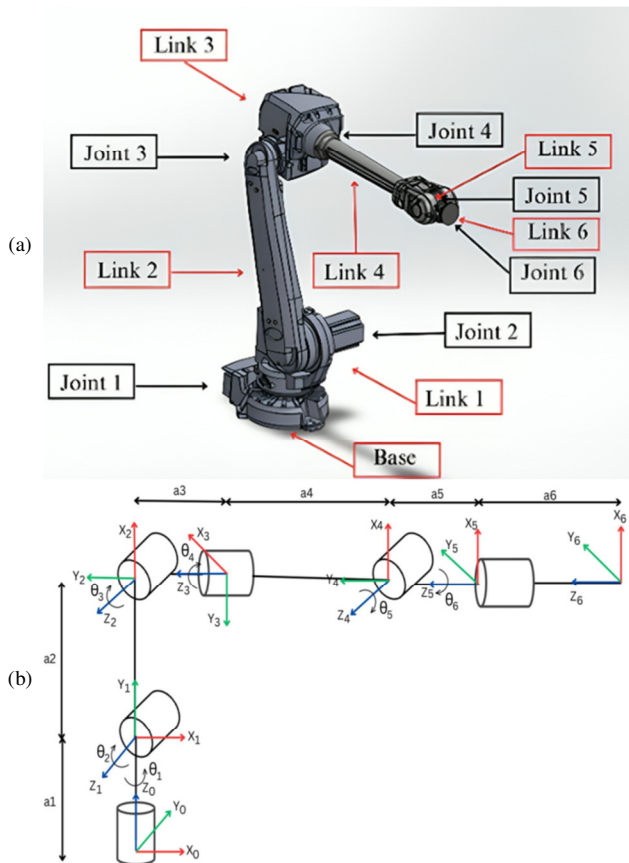 Link 3
Joint 4
Joint 3
Link 5
Joint 5
(a)
Link 6
Link 2
Link 4
Joint 6
Joint 2
Joint 1
Link 1
Base
a3
a4
a5
a6
X2
X3
X4
X5
X6
Y2
θ4
Y5
Y6
θ3
Z3
Y4
Z5
θ6
Z6
Z2
Y3
Z4
θ5
a2
(b)
Y1
X1
θ2
θ1
Z1
Z0
a1
Y0
X0